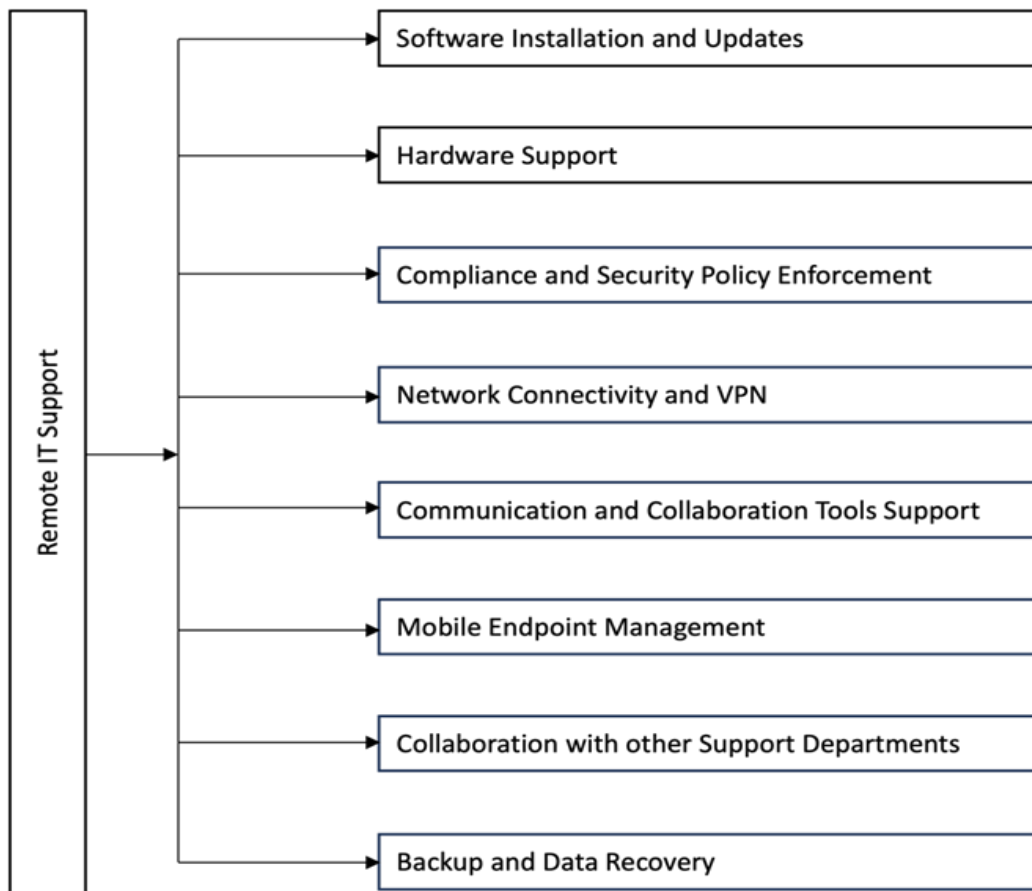 Remote IT Support
Software Installation and Updates
Hardware Support
Compliance and Security Policy Enforcement
Network Connectivity and VPN
Communication and Collaboration Tools Support
Mobile Endpoint Management
Collaboration with other Support Departments
Backup and Data Recovery